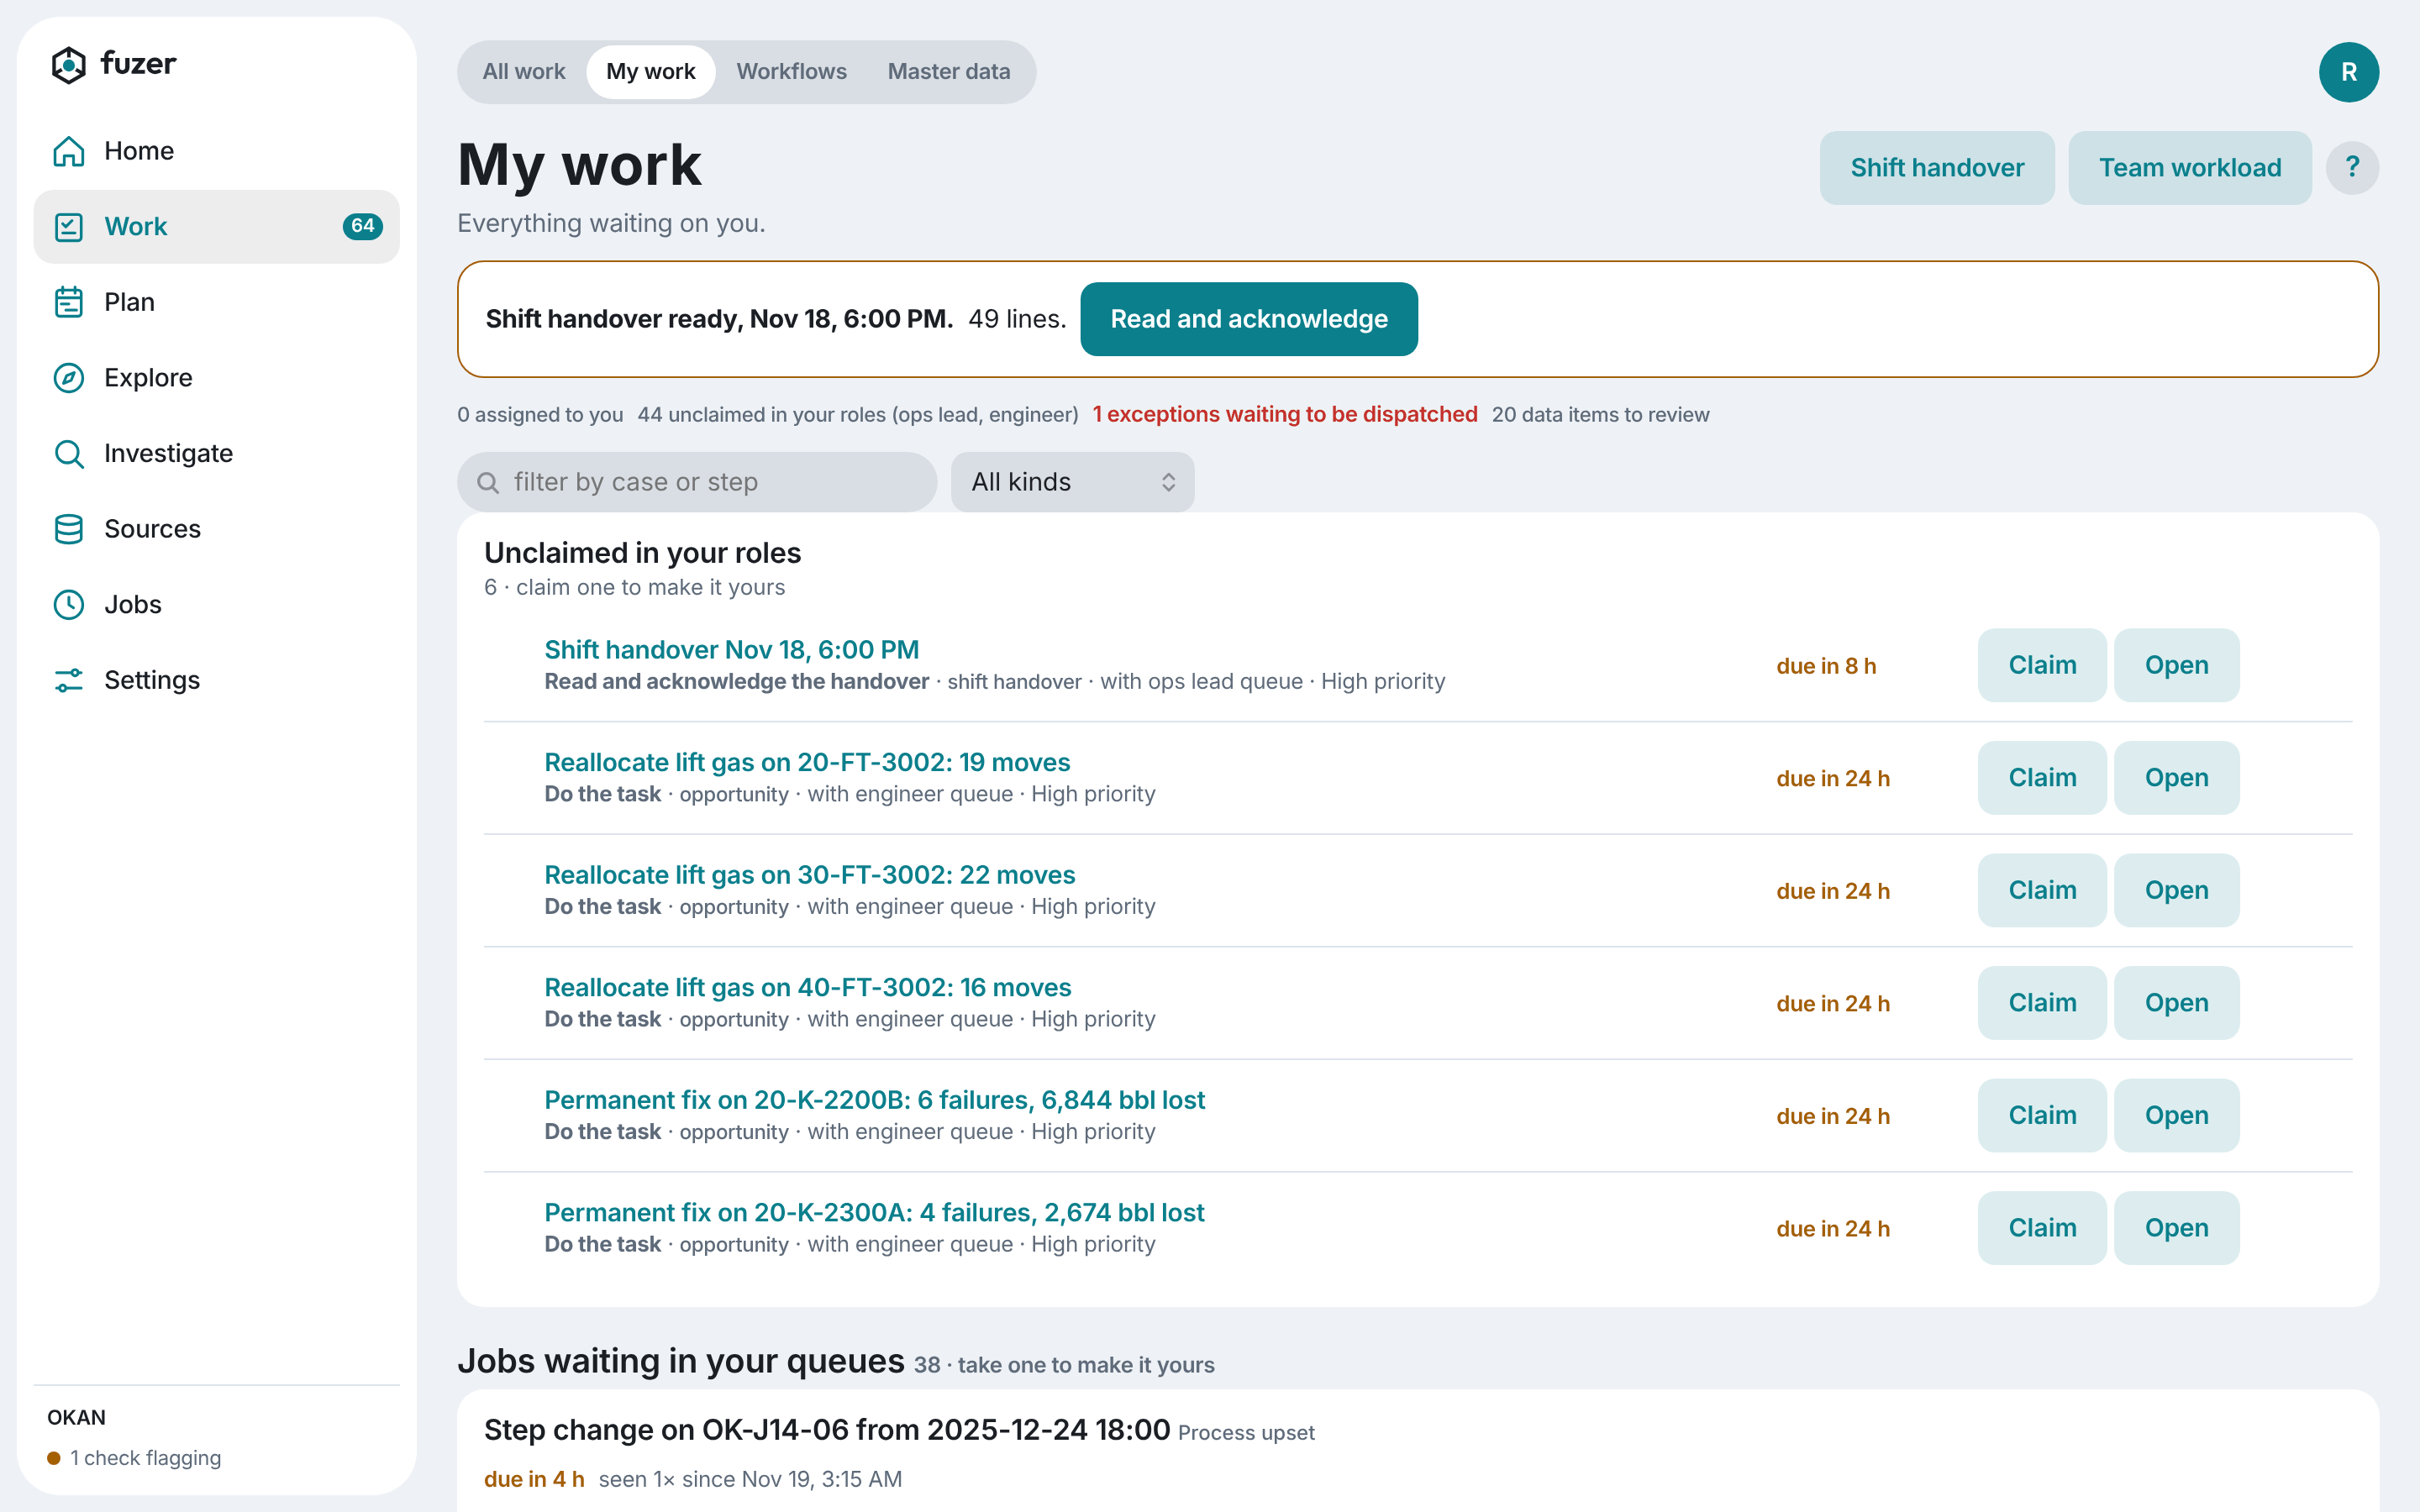 fuzer
Home
Work 64
Plan
Explore
Investigate
Sources
Jobs
Settings
OKAN
1 check flagging
All work My work Workflows Master data
R
My work
Everything waiting on you.
Shift handover Team workload ?
Shift handover ready, Nov 18, 6:00 PM. 49 lines. Read and acknowledge
0 assigned to you 44 unclaimed in your roles (ops lead, engineer) 1 exceptions waiting to be dispatched 20 data items to review
filter by case or step All kinds
Unclaimed in your roles
6 · claim one to make it yours
Shift handover Nov 18, 6:00 PM
Read and acknowledge the handover · shift handover · with ops lead queue · High priority
due in 8 h Claim Open
Reallocate lift gas on 20-FT-3002: 19 moves
Do the task · opportunity · with engineer queue · High priority
due in 24 h Claim Open
Reallocate lift gas on 30-FT-3002: 22 moves
Do the task · opportunity · with engineer queue · High priority
due in 24 h Claim Open
Reallocate lift gas on 40-FT-3002: 16 moves
Do the task · opportunity · with engineer queue · High priority
due in 24 h Claim Open
Permanent fix on 20-K-2200B: 6 failures, 6,844 bbl lost
Do the task · opportunity · with engineer queue · High priority
due in 24 h Claim Open
Permanent fix on 20-K-2300A: 4 failures, 2,674 bbl lost
Do the task · opportunity · with engineer queue · High priority
due in 24 h Claim Open
Jobs waiting in your queues 38 · take one to make it yours
Step change on OK-J14-06 from 2025-12-24 18:00 Process upset
due in 4 h seen 1× since Nov 19, 3:15 AM